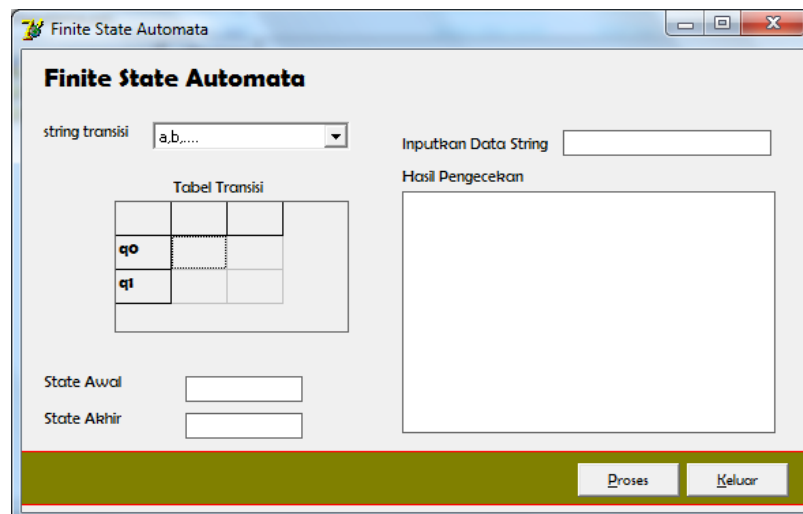 Finite State Automata
Finite State Automata
string transisi
a,b,....
Tabel Transisi
q0
q1
State Awal
State Akhir
Inputkan Data String
Hasil Pengecekan
Proses
Keluar